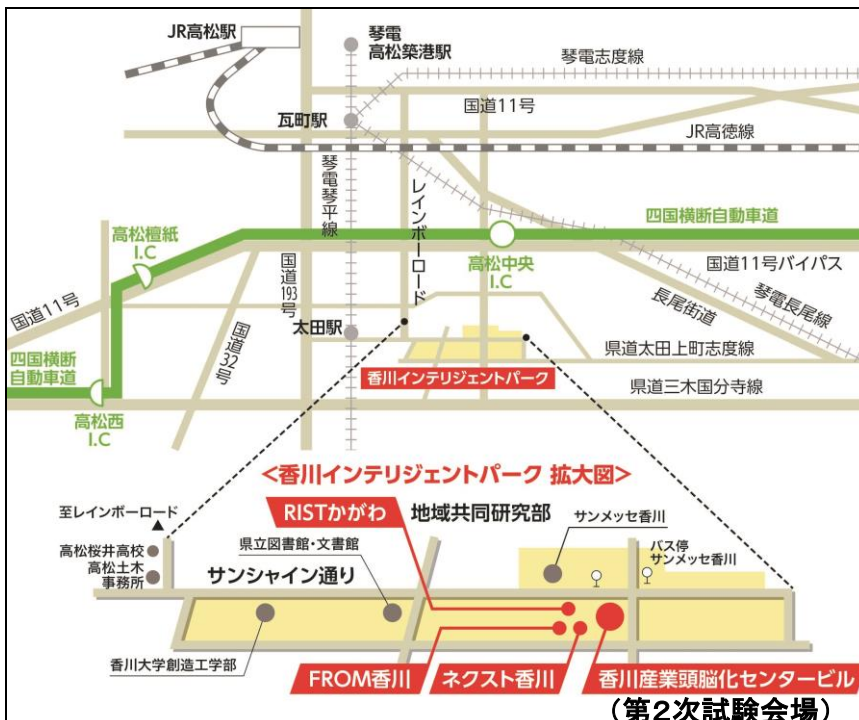 JR高松駅
琴電
高松築港駅
琴電志度線
国道11号
瓦町駅
JR高徳線
琴電琴平線
レインボーロード
四国横断自動車道
高松檀紙
I.C
高松中央
I.C
国道11号バイパス
国道193号
国道11号
長尾街道
琴電長尾線
国道32号
太田駅
四国横断
自動車道
県道太田上町志度線
香川インテリジェントパーク
県道三木国分寺線
高松西
I.C
<香川インテリジェントパーク 拡大図>
RISTかがわ
地域共同研究部
サンメッセ香川
至レインボーロード
▲
高松桜井高校
県立図書館・文書館
バス停
サンメッセ香川
高松土木
事務所
サンシャイン通り
香川大学創造工学部
FROM香川
ネクスト香川
香川産業頭脳化センタービル
(第2次試験会場)